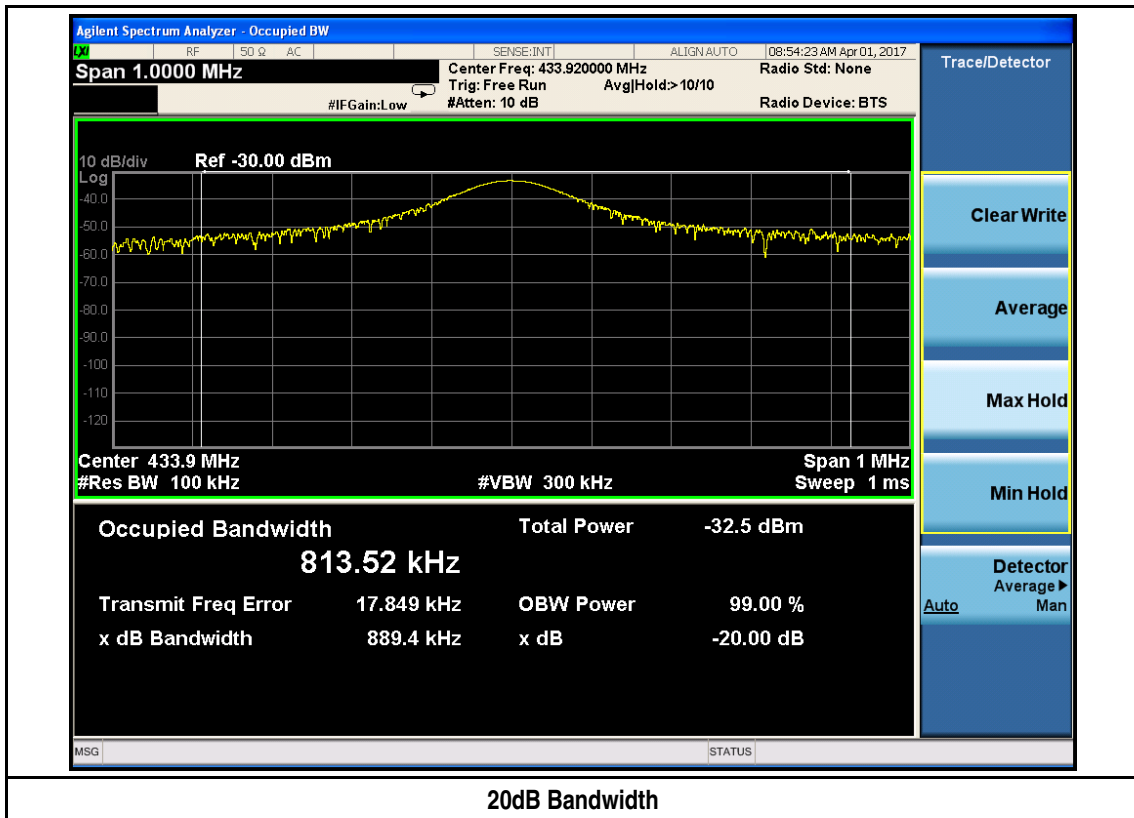 Agilent Spectrum Analyzer - Occupied BW
LXI RF 50 Ω AC SENSE:INT ALIGN AUTO 08:54:23 AM Apr 01, 2017
Span 1.0000 MHz
Center Freq: 433.920000 MHz
Radio Std: None
Trig: Free Run Avg|Hold:>10/10
#IFGain:Low #Atten: 10 dB
Radio Device: BTS
10 dB/div Ref -30.00 dBm
Log
-40.0
-50.0
-60.0
-70.0
-80.0
-90.0
-100
-110
-120
Center 433.9 MHz Span 1 MHz
#Res BW 100 kHz #VBW 300 kHz Sweep 1 ms
Occupied Bandwidth Total Power -32.5 dBm
813.52 kHz
Transmit Freq Error 17.849 kHz OBW Power 99.00 %
x dB Bandwidth 889.4 kHz x dB -20.00 dB
MSG STATUS
Trace/Detector
Clear Write
Average
Max Hold
Min Hold
Detector
Average▶
Auto Man
20dB Bandwidth